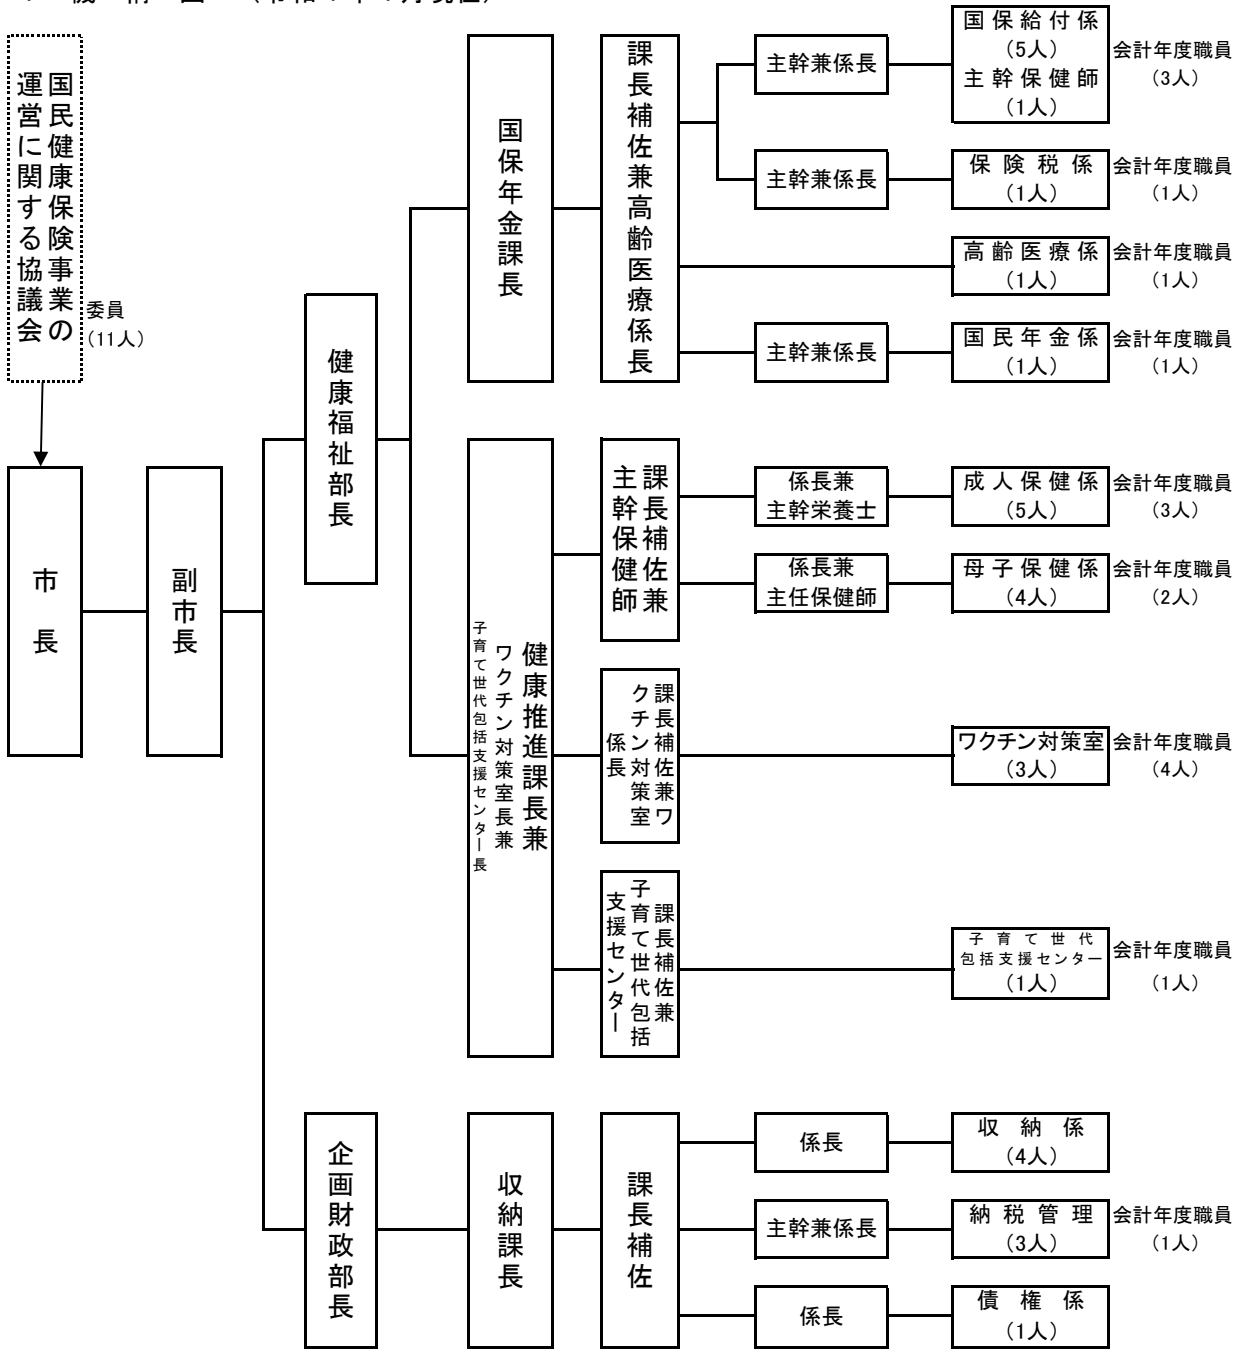 国民健康保険事業の
運営に関する協議会
委員
（11人）
市長
副市長
健康福祉部長
国保年金課長
課長補佐兼高齢医療係長
主幹兼係長
国保給付係
（5人）
主幹保健師
（1人）
会計年度職員
（3人）
主幹兼係長
保険税係
（1人）
会計年度職員
（1人）
高齢医療係
（1人）
会計年度職員
（1人）
主幹兼係長
国民年金係
（1人）
会計年度職員
（1人）
健康推進課長兼
ワクチン対策室長兼
子育て世代包括支援センター長
課長補佐兼
主幹保健師
係長兼
主幹栄養士
成人保健係
（5人）
会計年度職員
（3人）
係長兼
主任保健師
母子保健係
（4人）
会計年度職員
（2人）
課長補佐兼ワ
クチン対策室
係長
ワクチン対策室
（3人）
会計年度職員
（4人）
課長補佐兼
子育て世代包括
支援センター
子育て世代
包括支援センター
（1人）
会計年度職員
（1人）
企画財政部長
収納課長
課長補佐
係長
収納係
（4人）
主幹兼係長
納税管理
（3人）
会計年度職員
（1人）
係長
債権係
（1人）